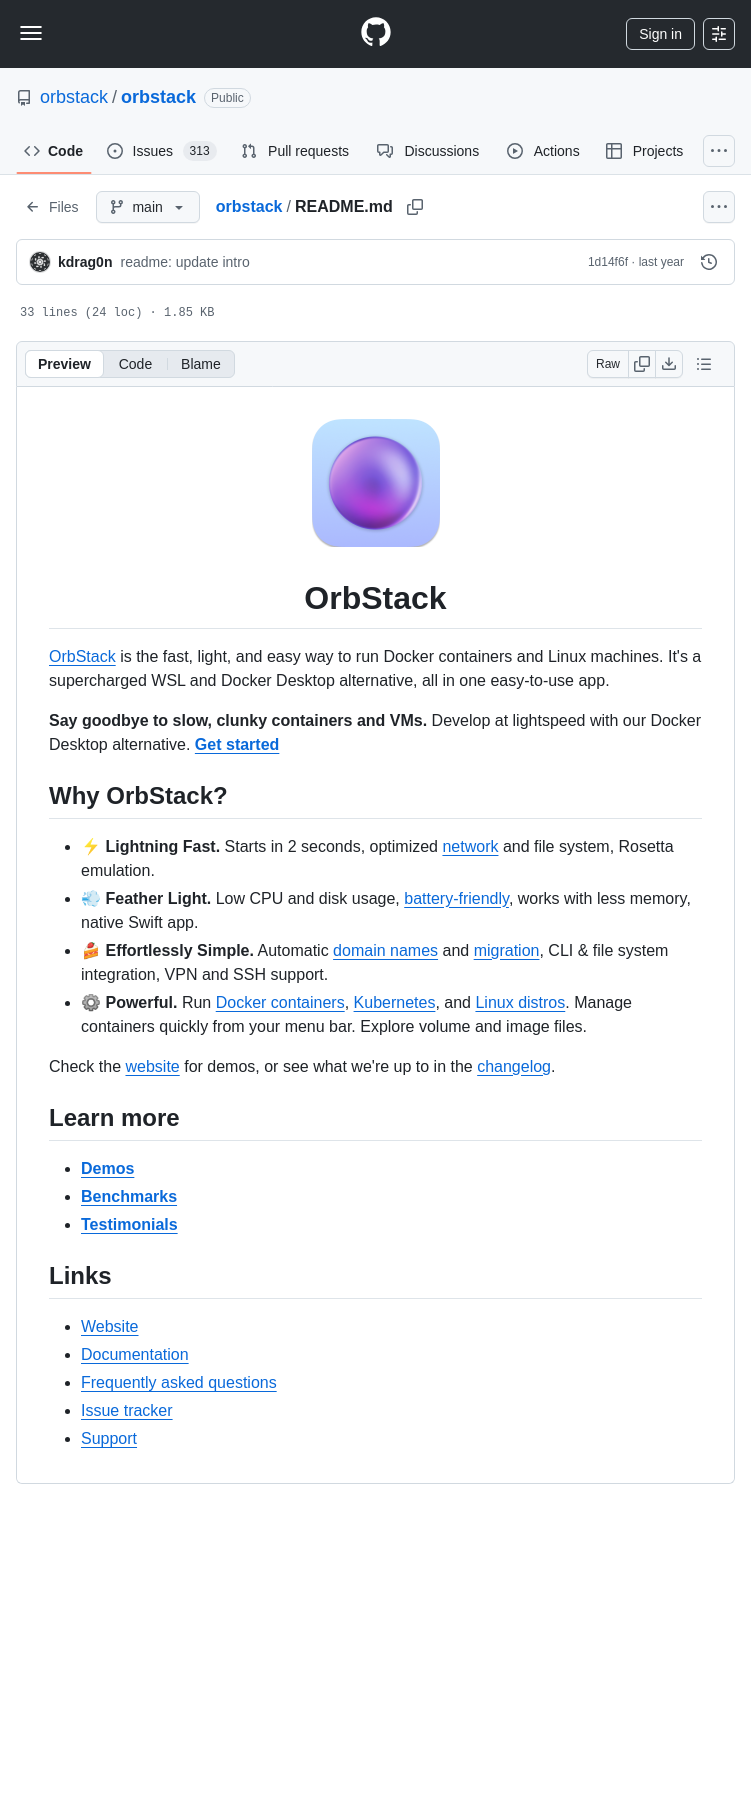 Sign in
orbstack / orbstack Public
Code Issues 313 Pull requests Discussions Actions Projects
Files main orbstack / README.md
kdrag0n readme: update intro 1d14f6f · last year
33 lines (24 loc) · 1.85 KB
Preview Code Blame Raw
OrbStack
OrbStack is the fast, light, and easy way to run Docker containers and Linux machines. It's a
supercharged WSL and Docker Desktop alternative, all in one easy-to-use app.
Say goodbye to slow, clunky containers and VMs. Develop at lightspeed with our Docker
Desktop alternative. Get started
Why OrbStack?
• ⚡ Lightning Fast. Starts in 2 seconds, optimized network and file system, Rosetta
emulation.
• 💨 Feather Light. Low CPU and disk usage, battery-friendly, works with less memory,
native Swift app.
• 🍰 Effortlessly Simple. Automatic domain names and migration, CLI & file system
integration, VPN and SSH support.
• ⚙️ Powerful. Run Docker containers, Kubernetes, and Linux distros. Manage
containers quickly from your menu bar. Explore volume and image files.
Check the website for demos, or see what we're up to in the changelog.
Learn more
• Demos
• Benchmarks
• Testimonials
Links
• Website
• Documentation
• Frequently asked questions
• Issue tracker
• Support